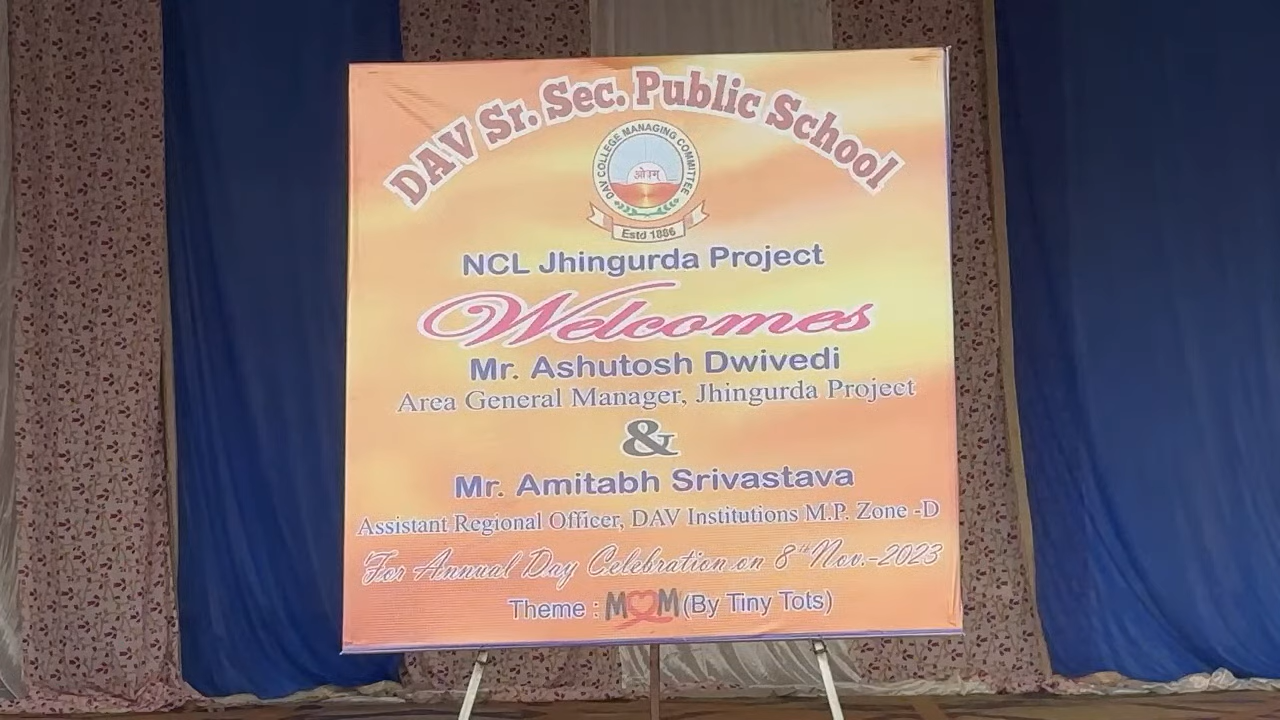 DAV Sr. Sec. Public School
DAV COLLEGE MANAGING COMMITTEE
ओ३म्
Estd 1886
NCL Jhingurda Project
Welcomes
Mr. Ashutosh Dwivedi
Area General Manager, Jhingurda Project
&
Mr. Amitabh Srivastava
Assistant Regional Officer, DAV Institutions M.P. Zone -D
For Annual Day Celebration on 8th Nov.-2023
Theme : MOM (By Tiny Tots)